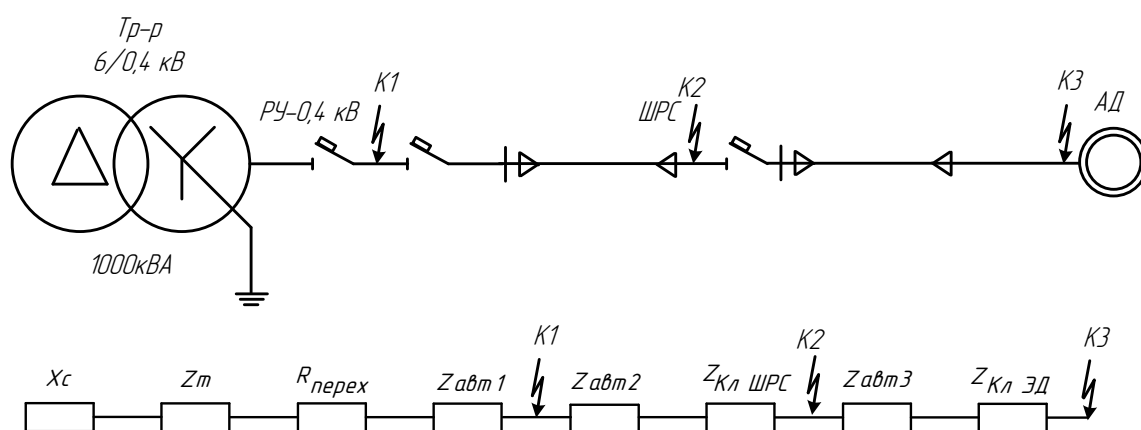 Тр-р
6/0,4 кВ
РУ-0,4 кВ
К1
ШРС
К2
К3
АД
1000кВА
Хс
Zт
Rперех
Zавт1
К1
Zавт2
ZКл ШРС
К2
Zавт3
ZКл ЭД
К3